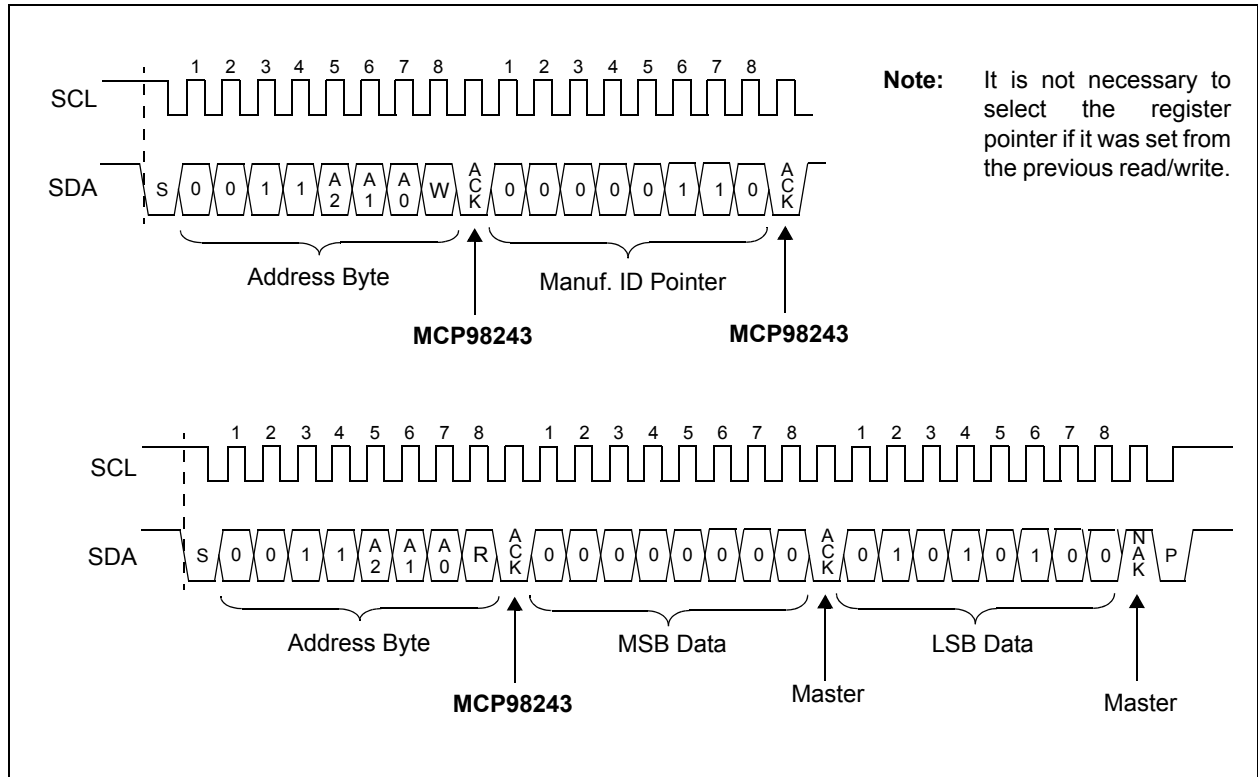 1 2 3 4 5 6 7 8 1 2 3 4 5 6 7 8
SCL
SDA S 0 0 1 1 A2 A1 A0 W ACK 0 0 0 0 0 1 1 0 ACK
Address Byte Manuf. ID Pointer
MCP98243 MCP98243
Note: It is not necessary to
select the register
pointer if it was set from
the previous read/write.
1 2 3 4 5 6 7 8 1 2 3 4 5 6 7 8 1 2 3 4 5 6 7 8
SCL
SDA S 0 0 1 1 A2 A1 A0 R ACK 0 0 0 0 0 0 0 0 ACK 0 1 0 1 0 1 0 0 NAK P
Address Byte MSB Data LSB Data
MCP98243 Master Master